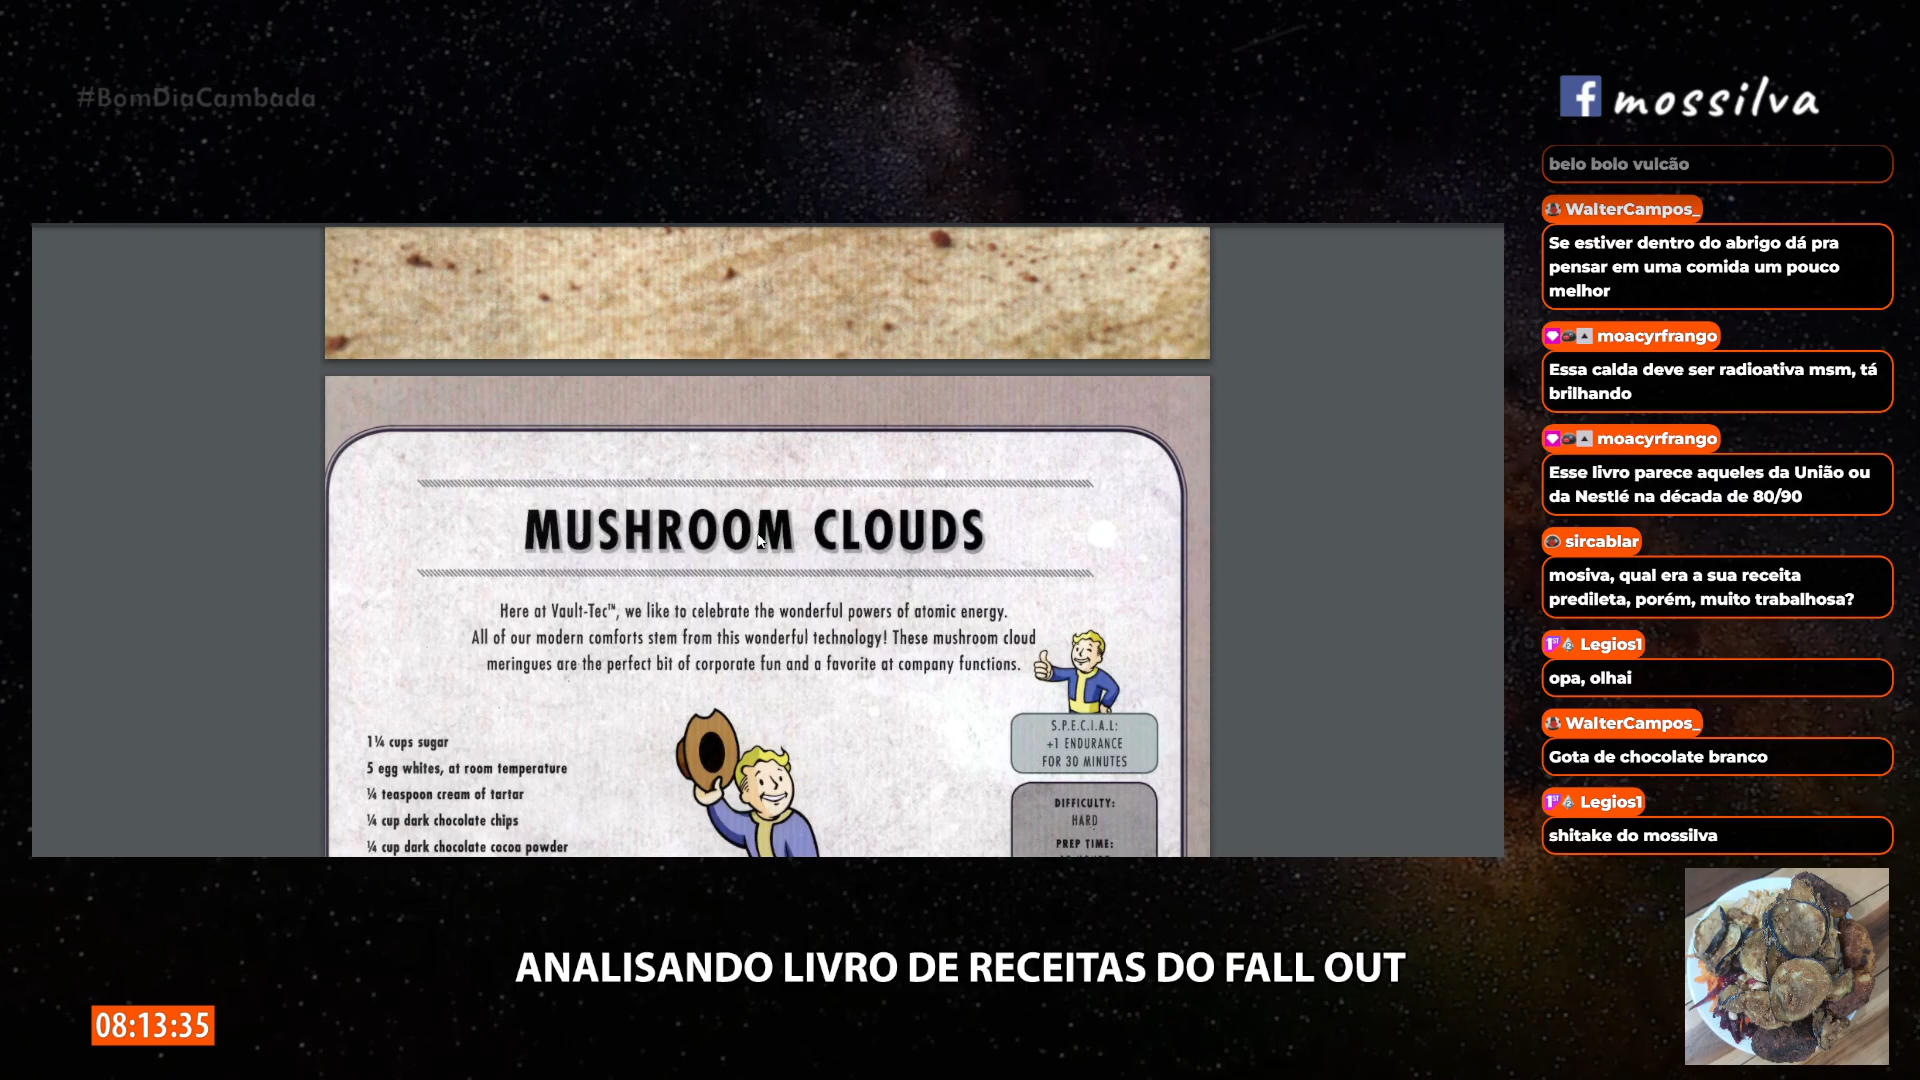 #BomDiaCambada
mossilva
belo bolo vulcão
WalterCampos_
Se estiver dentro do abrigo dá pra
pensar em uma comida um pouco
melhor
moacyrfrango
Essa calda deve ser radioativa msm, tá
brilhando
moacyrfrango
Esse livro parece aqueles da União ou
da Nestlé na década de 80/90
sircablar
mosiva, qual era a sua receita
predileta, porém, muito trabalhosa?
1ST Legios1
opa, olhai
WalterCampos_
Gota de chocolate branco
1ST Legios1
shitake do mossilva
MUSHROOM CLOUDS
Here at Vault-Tec™, we like to celebrate the wonderful powers of atomic energy.
All of our modern comforts stem from this wonderful technology! These mushroom cloud
meringues are the perfect bit of corporate fun and a favorite at company functions.
1¼ cups sugar
5 egg whites, at room temperature
¼ teaspoon cream of tartar
¼ cup dark chocolate chips
¼ cup dark chocolate cocoa powder
S.P.E.C.I.A.L:
+1 ENDURANCE
FOR 30 MINUTES
DIFFICULTY:
HARD
PREP TIME:
ANALISANDO LIVRO DE RECEITAS DO FALL OUT
08:13:35